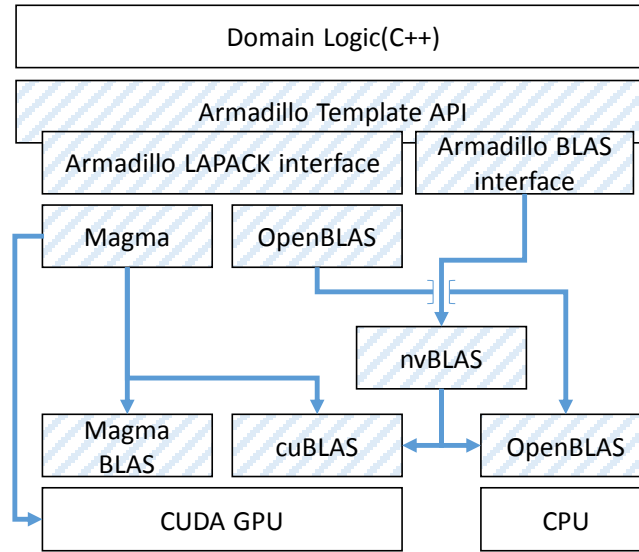 Domain Logic(C++)
Armadillo Template API
Armadillo LAPACK interface
Armadillo BLAS
interface
Magma
OpenBLAS
nvBLAS
Magma
BLAS
cuBLAS
OpenBLAS
CUDA GPU
CPU